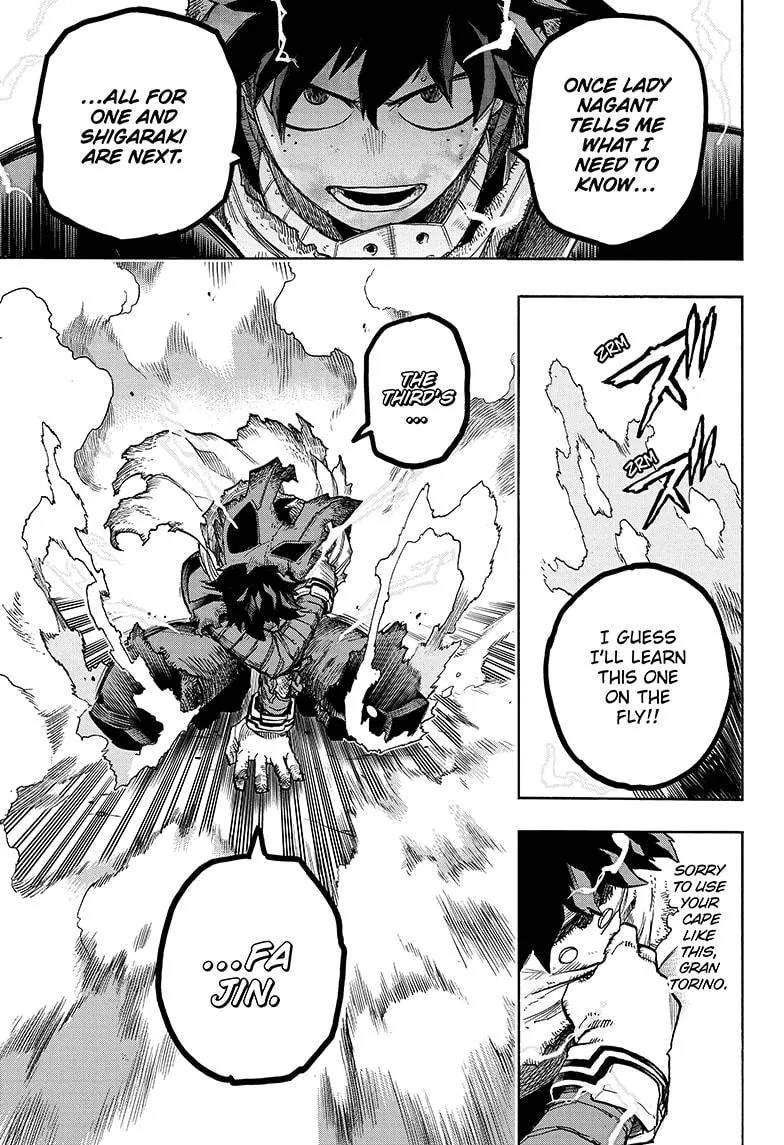 ONCE LADY
NAGANT
TELLS ME
WHAT I
NEED TO
KNOW...
...ALL FOR
ONE AND
SHIGARAKI
ARE NEXT.
ZRM
ズ
ZRM
ズ
I GUESS
I'LL LEARN
THIS ONE
ON THE
FLY!!
SORRY
TO USE
YOUR
CAPE
LIKE
THIS,
GRAN
TORINO.
THE
THIRD'S
...
...FA
JIN.